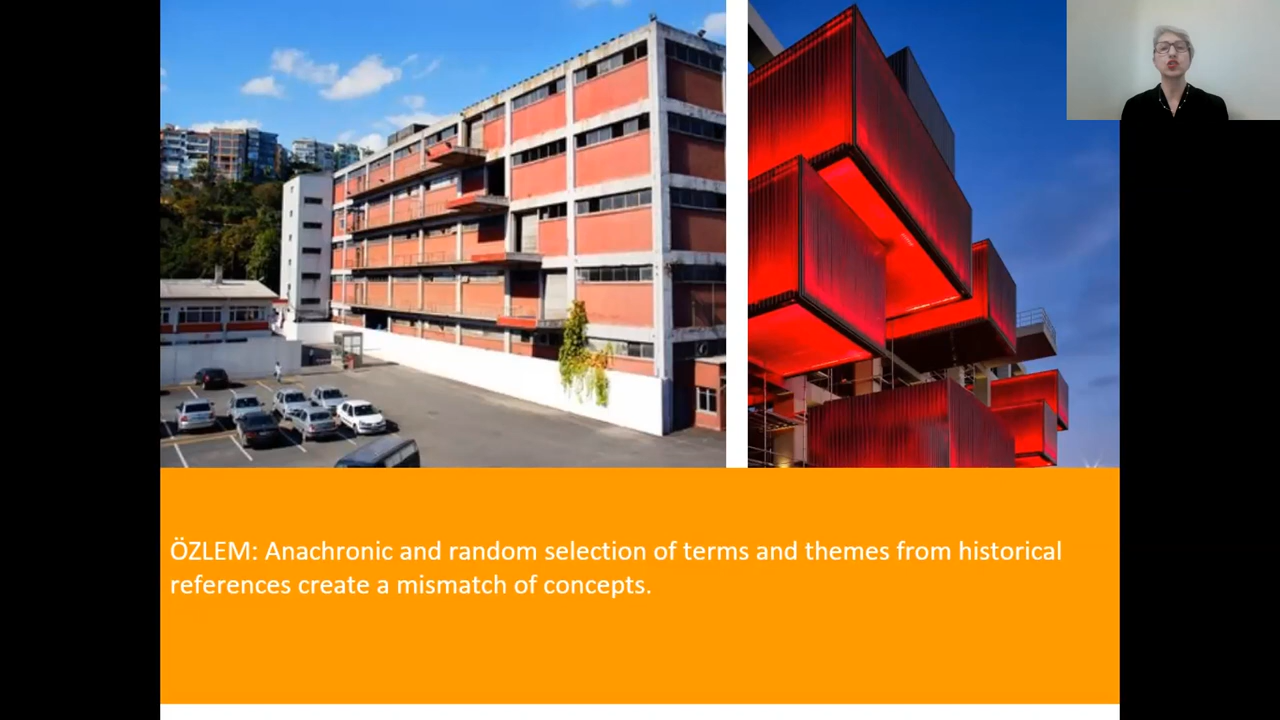 ÖZLEM: Anachronic and random selection of terms and themes from historical
references create a mismatch of concepts.